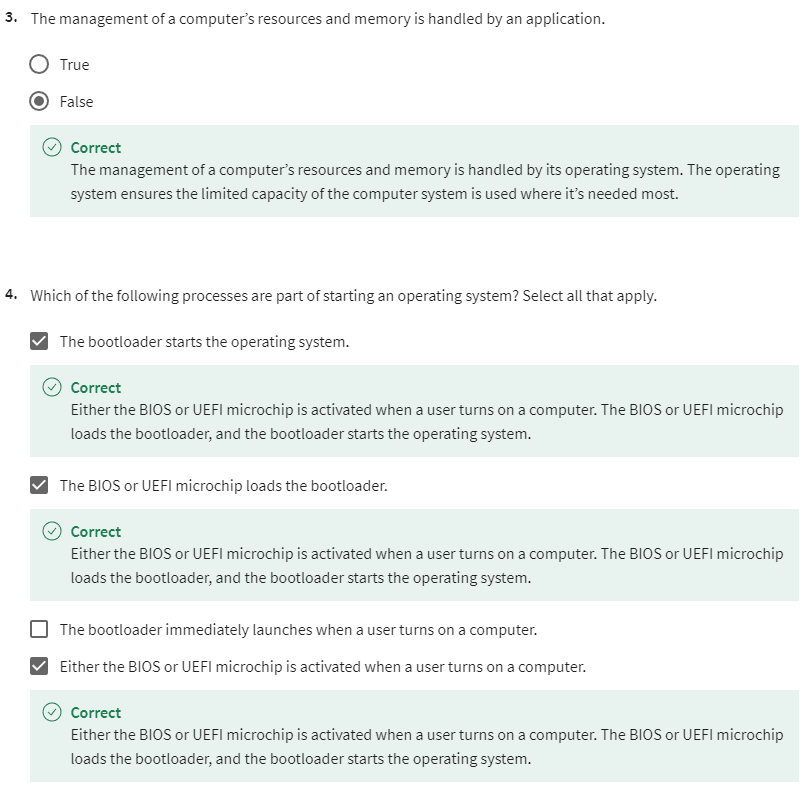 3. The management of a computer’s resources and memory is handled by an application.
True
False
Correct
The management of a computer’s resources and memory is handled by its operating system. The operating
system ensures the limited capacity of the computer system is used where it’s needed most.
4. Which of the following processes are part of starting an operating system? Select all that apply.
The bootloader starts the operating system.
Correct
Either the BIOS or UEFI microchip is activated when a user turns on a computer. The BIOS or UEFI microchip
loads the bootloader, and the bootloader starts the operating system.
The BIOS or UEFI microchip loads the bootloader.
Correct
Either the BIOS or UEFI microchip is activated when a user turns on a computer. The BIOS or UEFI microchip
loads the bootloader, and the bootloader starts the operating system.
The bootloader immediately launches when a user turns on a computer.
Either the BIOS or UEFI microchip is activated when a user turns on a computer.
Correct
Either the BIOS or UEFI microchip is activated when a user turns on a computer. The BIOS or UEFI microchip
loads the bootloader, and the bootloader starts the operating system.